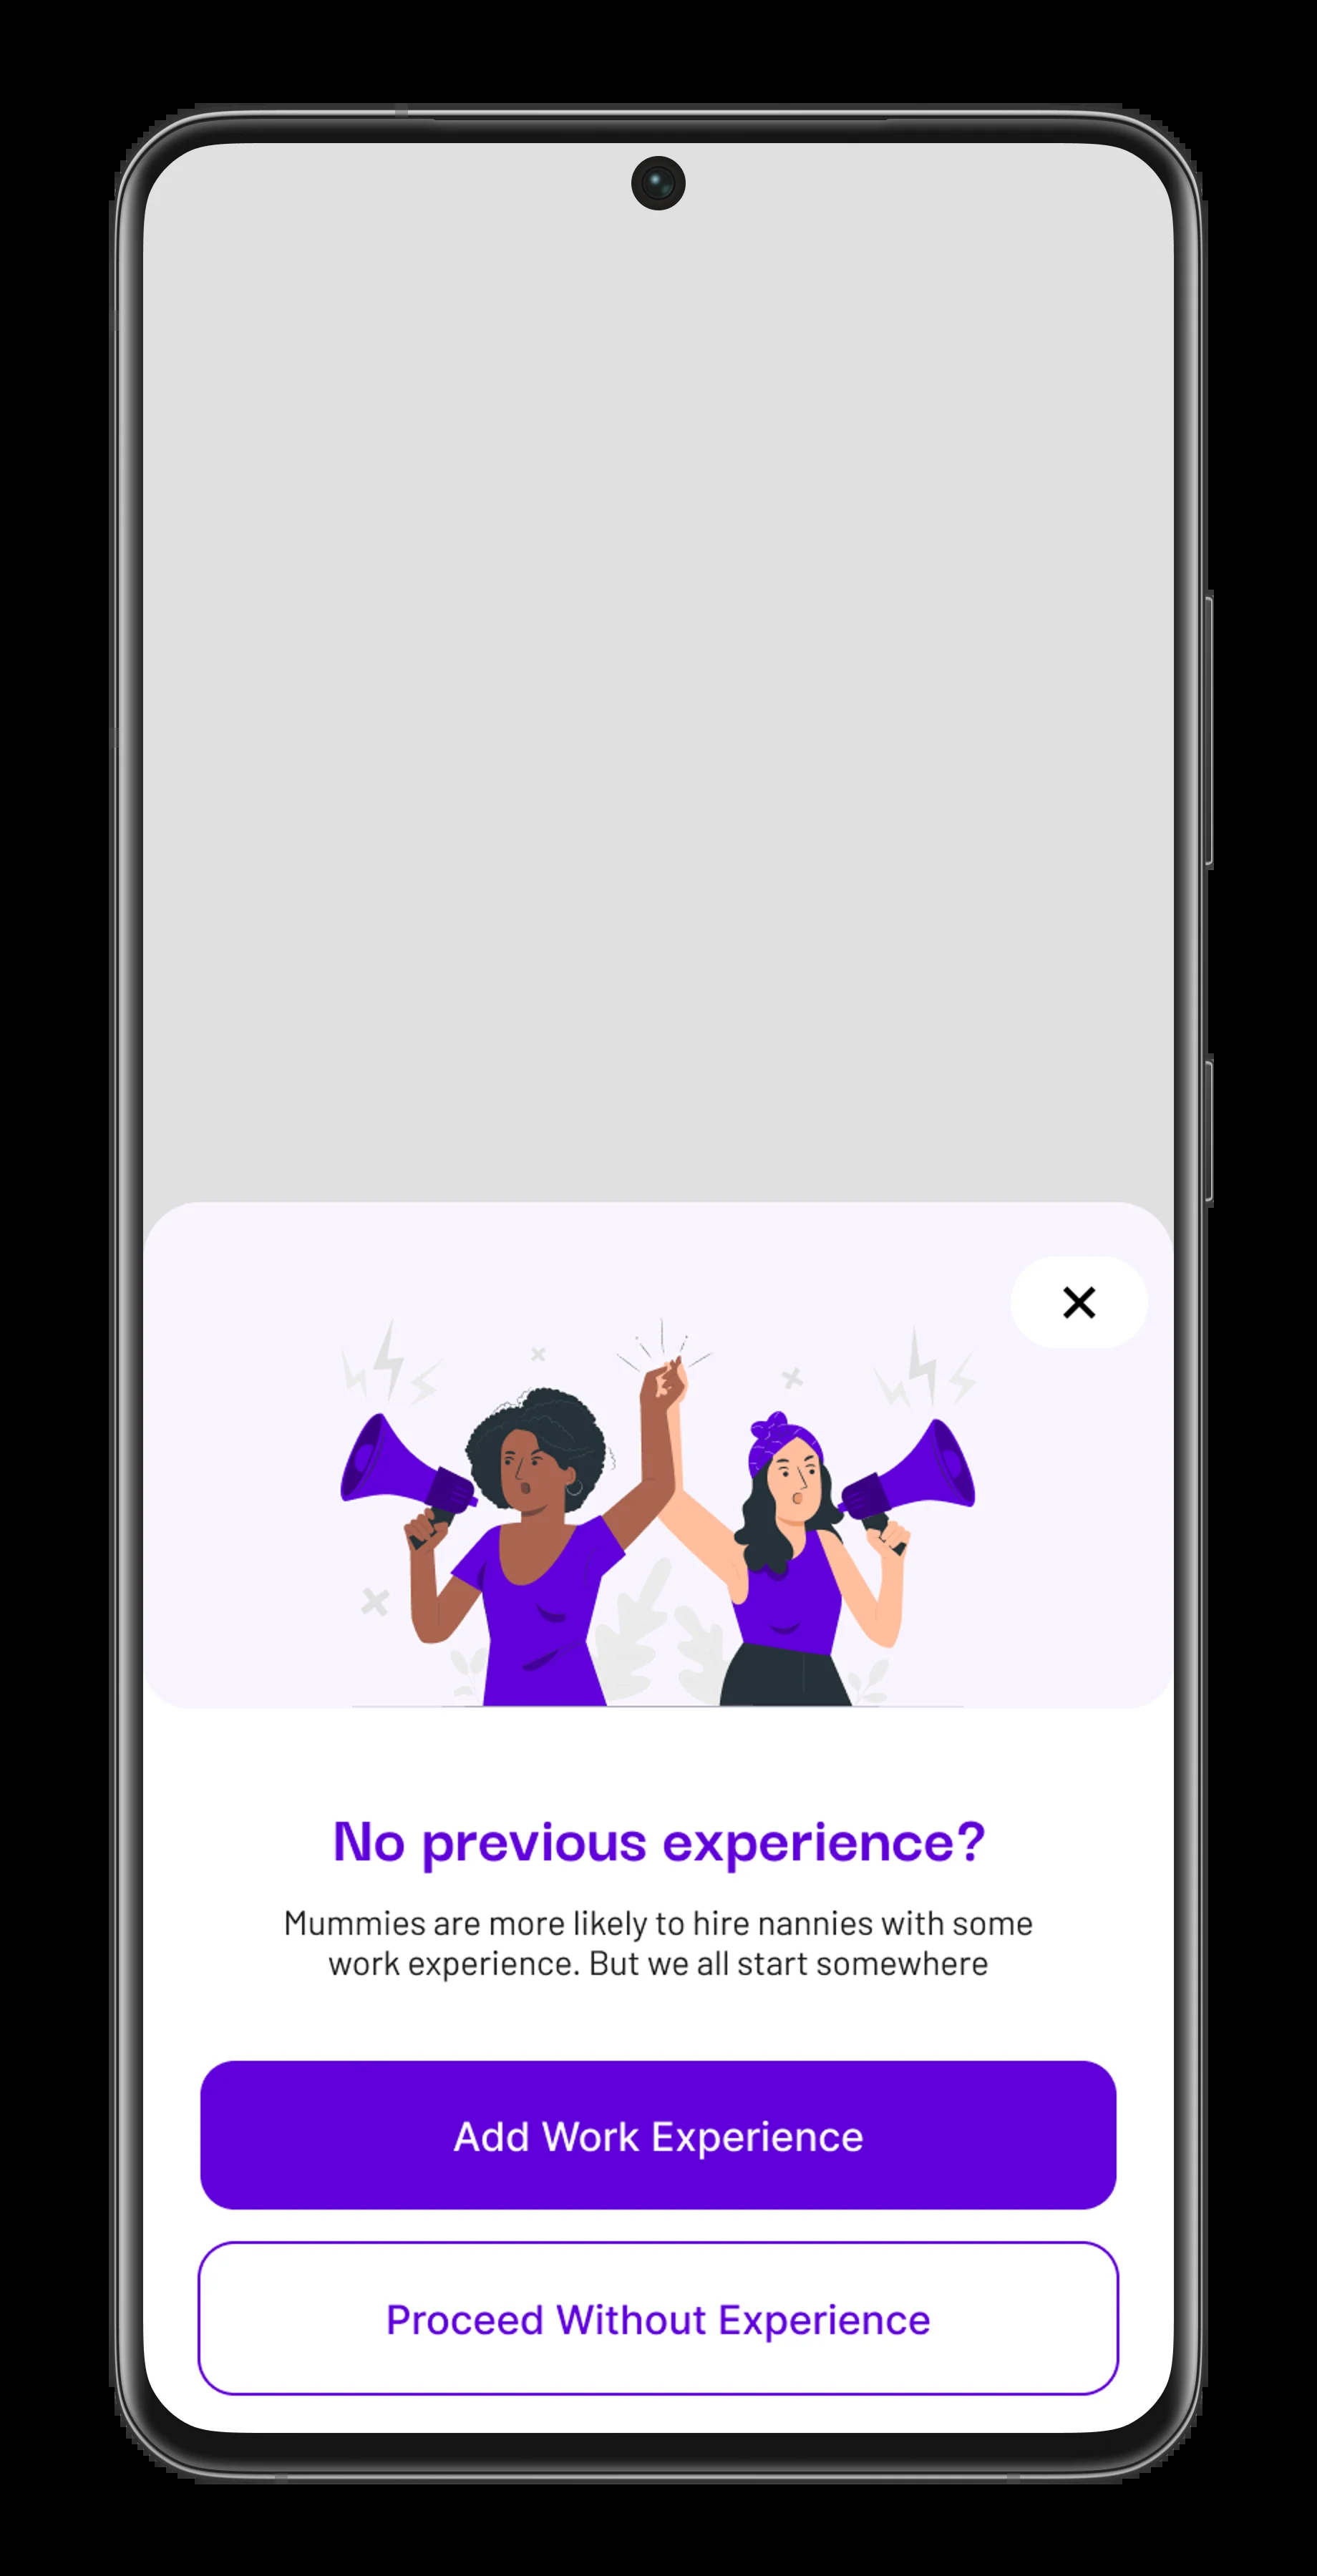 No previous experience?
Mummies are more likely to hire nannies with some
work experience. But we all start somewhere
Add Work Experience
Proceed Without Experience